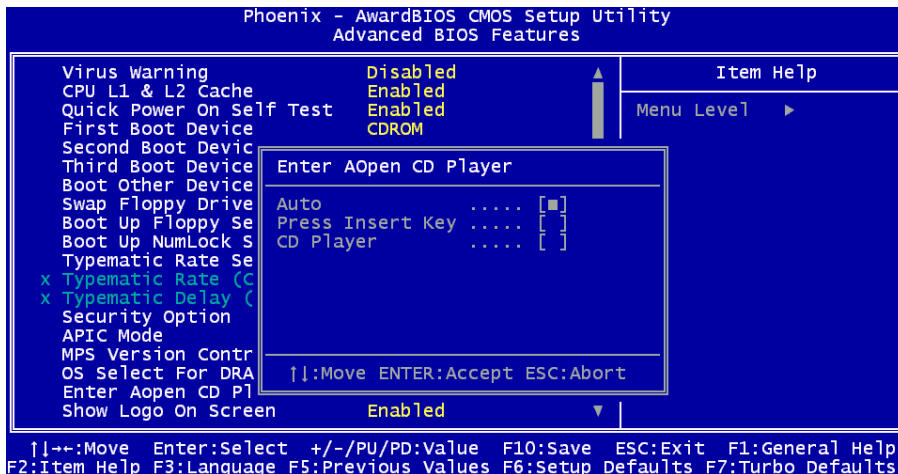 Phoenix - AwardBIOS CMOS Setup Utility
Advanced BIOS Features
Virus Warning Disabled
CPU L1 & L2 Cache Enabled
Quick Power On Self Test Enabled
First Boot Device CDROM
Second Boot Devic
Third Boot Device
Boot Other Device
Swap Floppy Drive
Boot Up Floppy Se
Boot Up NumLock S
Typematic Rate Se
x Typematic Rate (C
x Typematic Delay (
Security Option
APIC Mode
MPS Version Contr
OS Select For DRA
Enter Aopen CD Pl
Show Logo On Screen Enabled
Enter AOpen CD Player
Auto ..... [■]
Press Insert Key ..... [ ]
CD Player ..... [ ]
↑↓:Move ENTER:Accept ESC:Abort
Item Help
Menu Level ▶
↑↓→←:Move Enter:Select +/-/PU/PD:Value F10:Save ESC:Exit F1:General Help
F2:Item Help F3:Language F5:Previous Values F6:Setup Defaults F7:Turbo Defaults